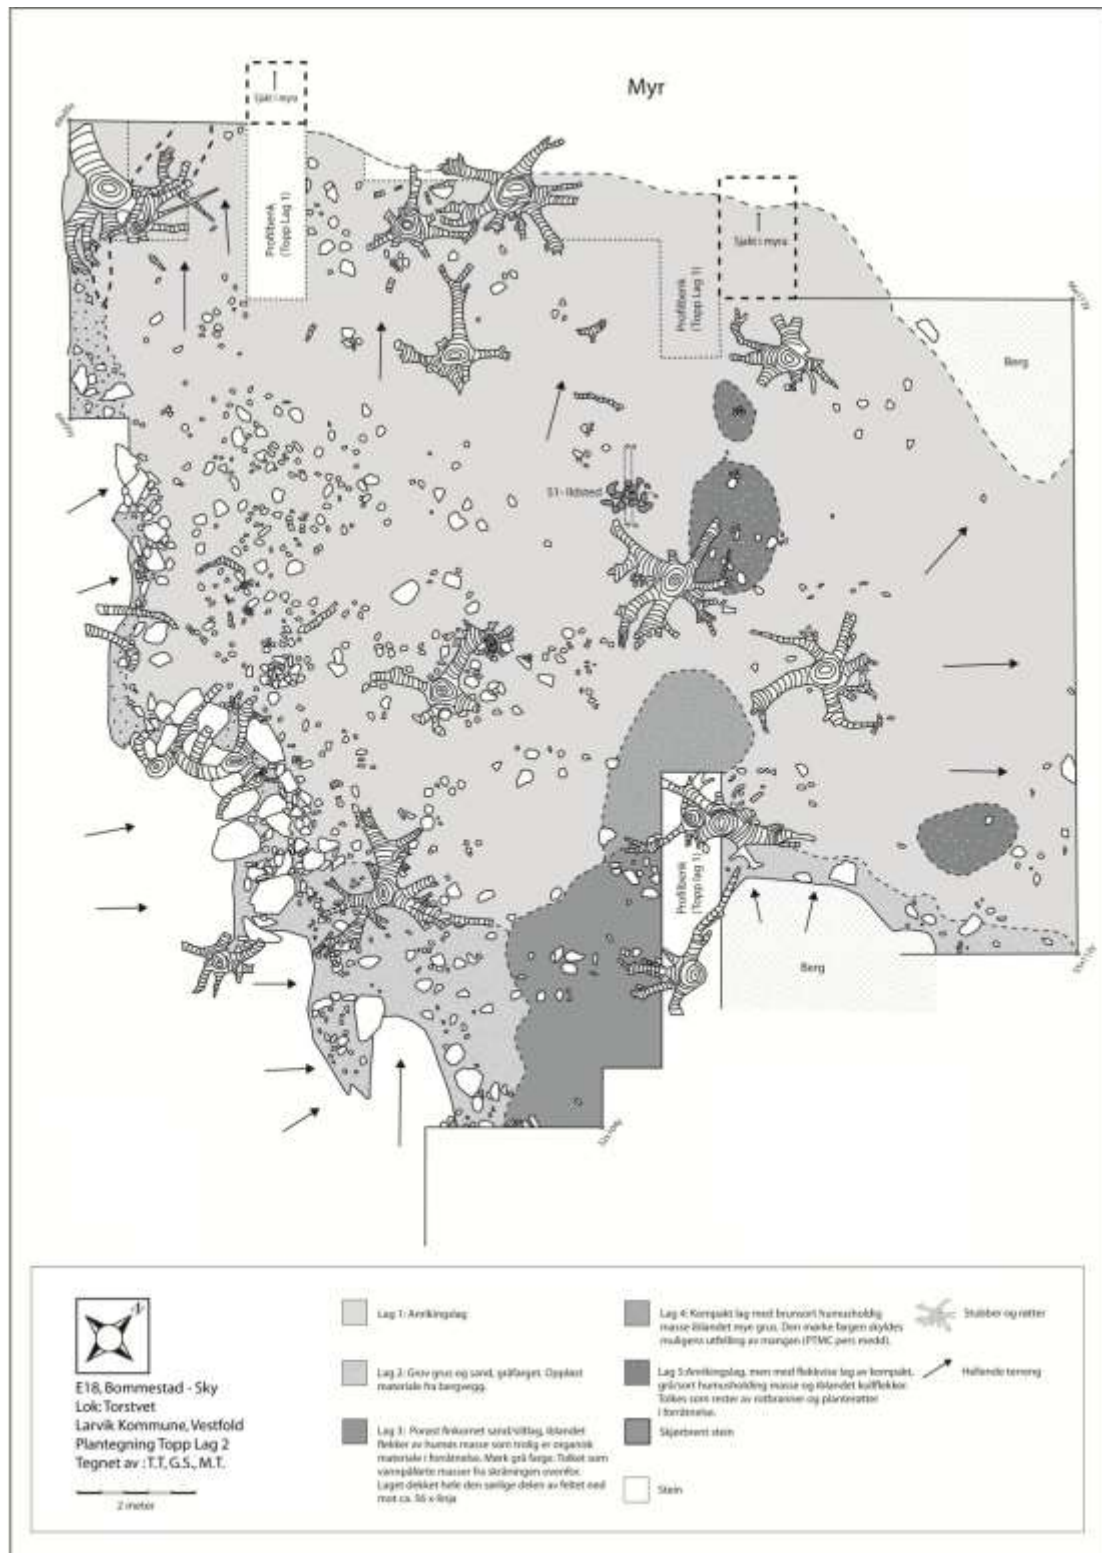 Myr
Sjakt i myra
Profilbenk
(Topp Lag 1)
Sjakt i myra
Profilbenk
(Topp Lag 1)
Berg
S1- Ildsted
Profilbenk
(Topp lag 1)
Berg
E18, Bommestad - Sky
Lok: Torstvet
Larvik Kommune, Vestfold
Plantegning Topp Lag 2
Tegnet av : T.T, G.S., M.T.
2 meter
Lag 1: Anrikingslag
Lag 2: Grov grus og sand, gråfarget. Oppløst
materiale fra bergvegg.
Lag 3: Porøst finkornet sand/siltlag, iblandet
flekker av humøs masse som trolig er organisk
materiale i forråtnelse. Mørk grå farge. Tolket som
vannpåførte masser fra skråningen ovenfor.
Laget dekket hele den sørlige delen av feltet ned
mot ca. 56 x-linja
Lag 4: Kompakt lag med brunsort humusholdig
masse iblandet mye grus. Den mørke fargen skyldes
muligens utfelling av mangan (PTMC pers medd).
Lag 5: Anrikingslag, men med flekkvise lag av kompakt,
grå/sort humusholding masse og iblandet kullflekker.
Tolkes som rester av rotbranner og planterøtter
i forråtnelse.
Skjørbrent stein
Stein
Stubber og røtter
Hellende terreng